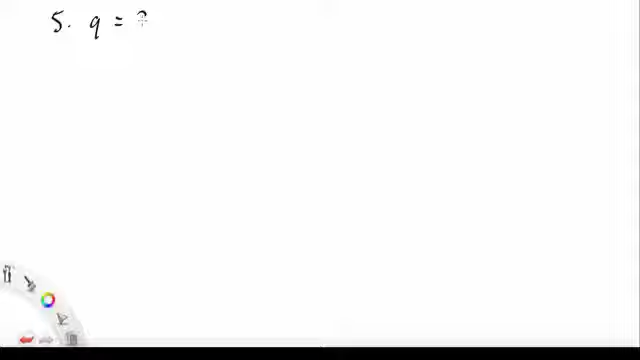 5. q = ?